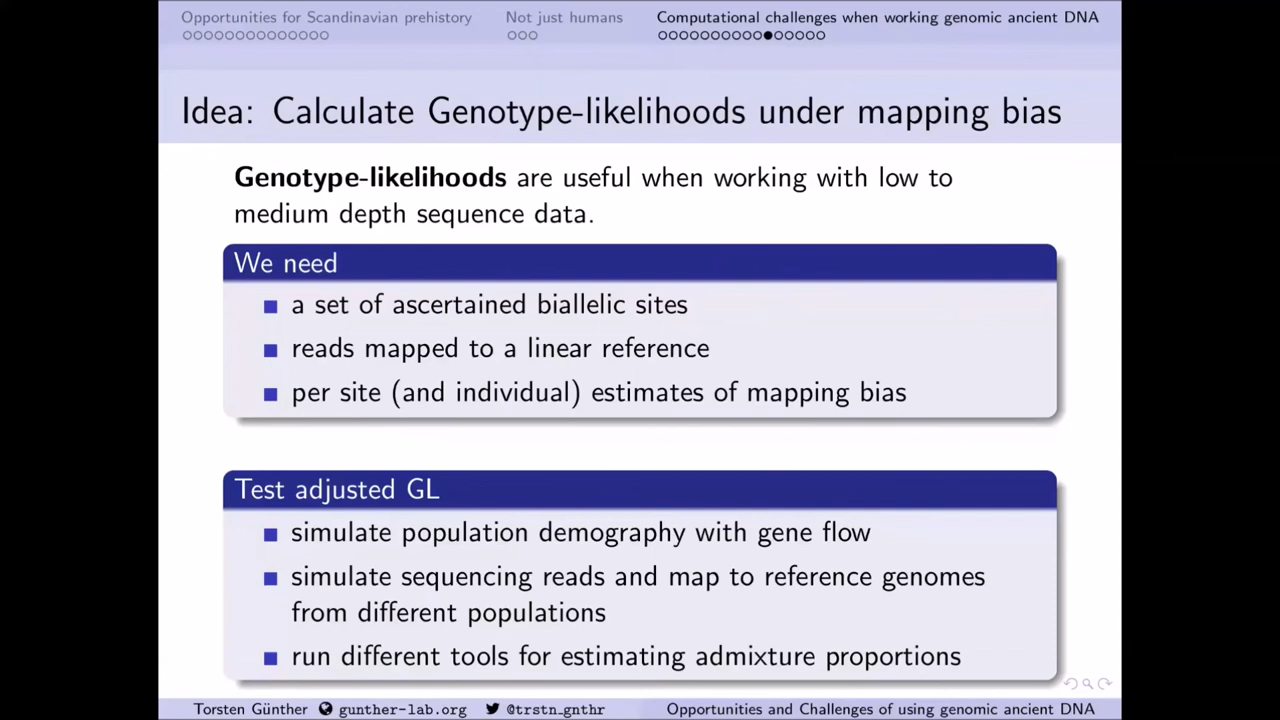 Opportunities for Scandinavian prehistory Not just humans Computational challenges when working genomic ancient DNA
Idea: Calculate Genotype-likelihoods under mapping bias
Genotype-likelihoods are useful when working with low to
medium depth sequence data.
We need
a set of ascertained biallelic sites
reads mapped to a linear reference
per site (and individual) estimates of mapping bias
Test adjusted GL
simulate population demography with gene flow
simulate sequencing reads and map to reference genomes
from different populations
run different tools for estimating admixture proportions
Torsten Günther gunther-lab.org @trstn_gnthr Opportunities and Challenges of using genomic ancient DNA